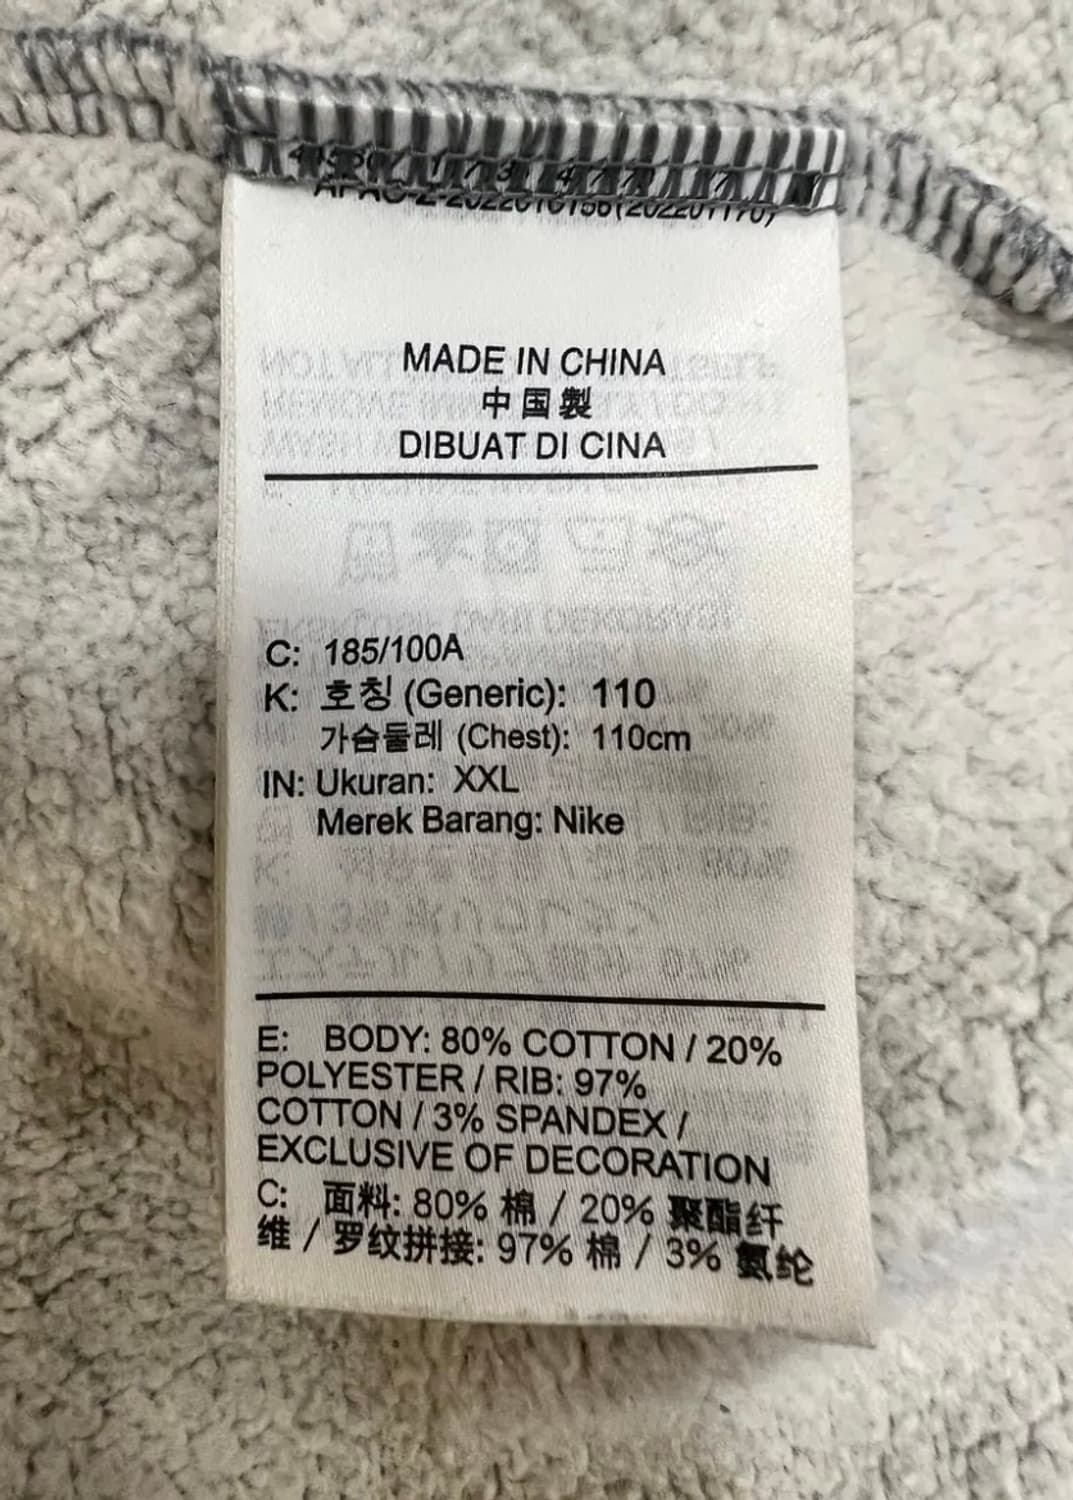 MADE IN CHINA
中国製
DIBUAT DI CINA
C: 185/100A
K: 호칭 (Generic): 110
가슴둘레 (Chest): 110cm
IN: Ukuran: XXL
Merek Barang: Nike
E: BODY: 80% COTTON / 20%
POLYESTER / RIB: 97%
COTTON / 3% SPANDEX /
EXCLUSIVE OF DECORATION
C: 面料: 80% 棉 / 20% 聚酯纤
维 / 罗纹拼接: 97% 棉 / 3% 氨纶